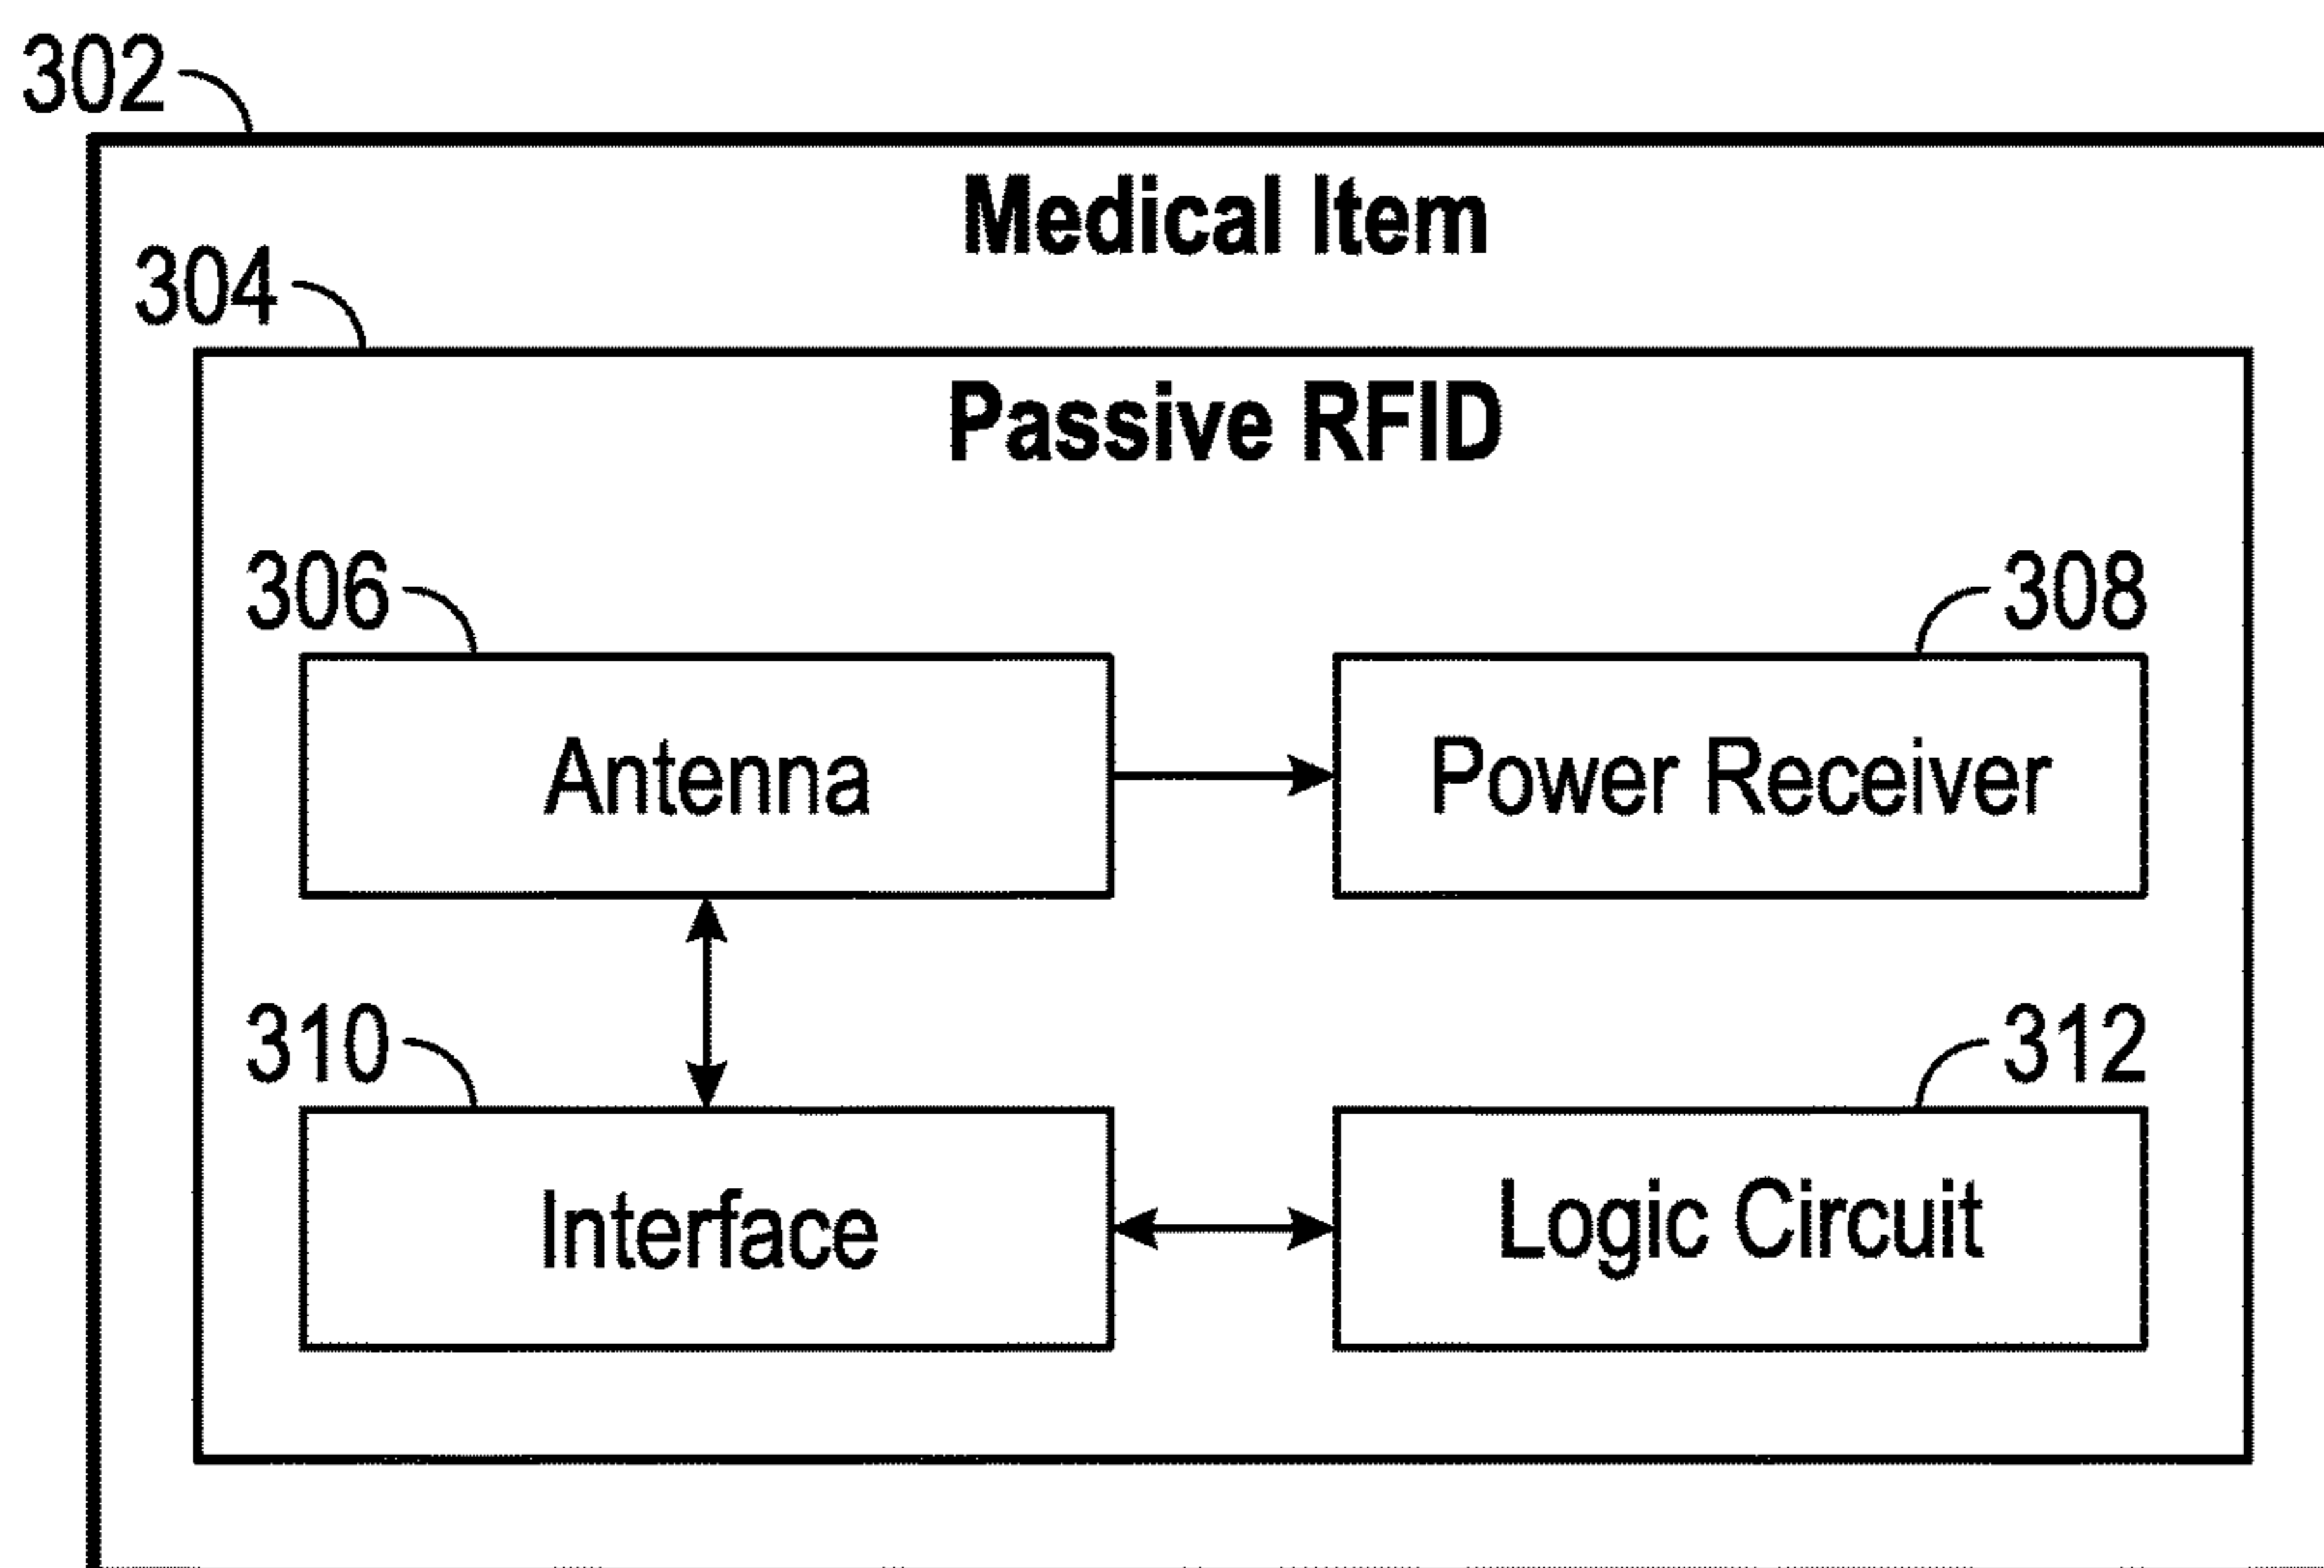 302
Medical Item
304
Passive RFID
306
308
Antenna
Power Receiver
310
312
Interface
Logic Circuit